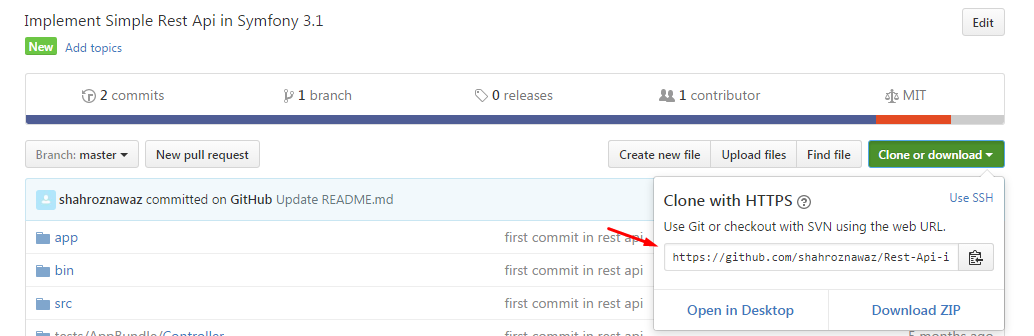 Implement Simple Rest Api in Symfony 3.1
Edit
New Add topics
2 commits 1 branch 0 releases 1 contributor MIT
Branch: master New pull request Create new file Upload files Find file Clone or download
shahroznawaz committed on GitHub Update README.md
Clone with HTTPS ? Use SSH
Use Git or checkout with SVN using the web URL.
https://github.com/shahroznawaz/Rest-Api-i
Open in Desktop Download ZIP
app first commit in rest api
bin first commit in rest api
src first commit in rest api
tests/AppBundle/Controller 5 months ago